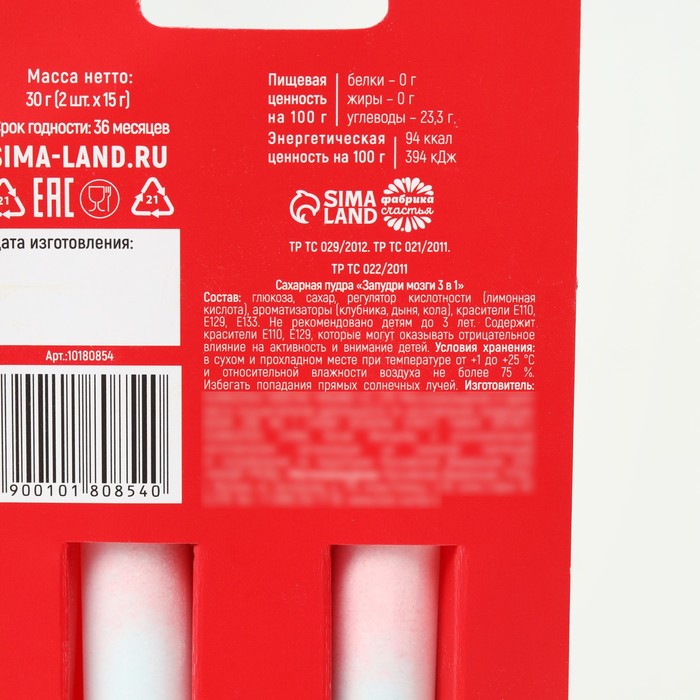 Масса нетто:
30 г (2 шт. х 15 г)
рок годности: 36 месяцев
SIMA-LAND.RU
21 EAC 21
дата изготовления:
Арт.:10180854
900101 808540
Пищевая ценность на 100 г
белки – 0 г
жиры – 0 г
углеводы – 23,3 г.
Энергетическая ценность на 100 г
94 ккал
394 кДж
SIMA LAND
фабрика счастья
ТР ТС 029/2012. ТР ТС 021/2011.
ТР ТС 022/2011
Сахарная пудра «Запудри мозги 3 в 1»
Состав: глюкоза, сахар, регулятор кислотности (лимонная
кислота), ароматизаторы (клубника, дыня, кола), красители Е110,
Е129, Е133. Не рекомендовано детям до 3 лет. Содержит
красители Е110, Е129, которые могут оказывать отрицательное
влияние на активность и внимание детей. Условия хранения:
в сухом и прохладном месте при температуре от +1 до +25 °С
и относительной влажности воздуха не более 75 %.
Избегать попадания прямых солнечных лучей. Изготовитель: